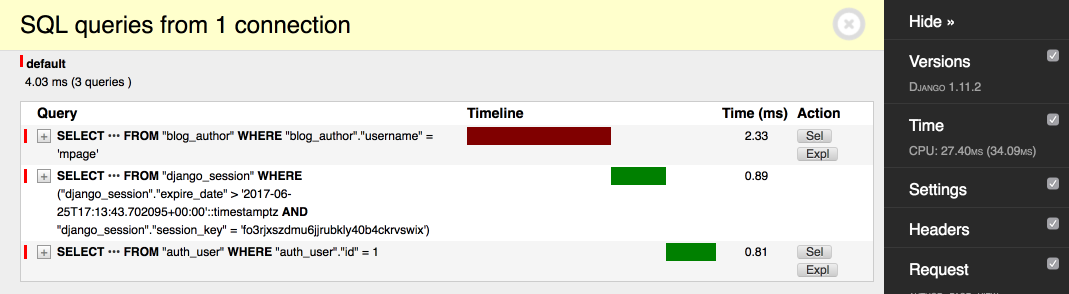 SQL queries from 1 connection
default
4.03 ms (3 queries )
Query Timeline Time (ms) Action
+ SELECT ••• FROM "blog_author" WHERE "blog_author"."username" = 2.33 Sel
'mpage' Expl
+ SELECT ••• FROM "django_session" WHERE 0.89
("django_session"."expire_date" > '2017-06-
25T17:13:43.702095+00:00'::timestamptz AND
"django_session"."session_key" = 'fo3rjxszdmu6jjrubkly40b4ckrvswix')
+ SELECT ••• FROM "auth_user" WHERE "auth_user"."id" = 1 0.81 Sel
Expl
Hide »
Versions
Django 1.11.2
Time
CPU: 27.40ms (34.09ms)
Settings
Headers
Request